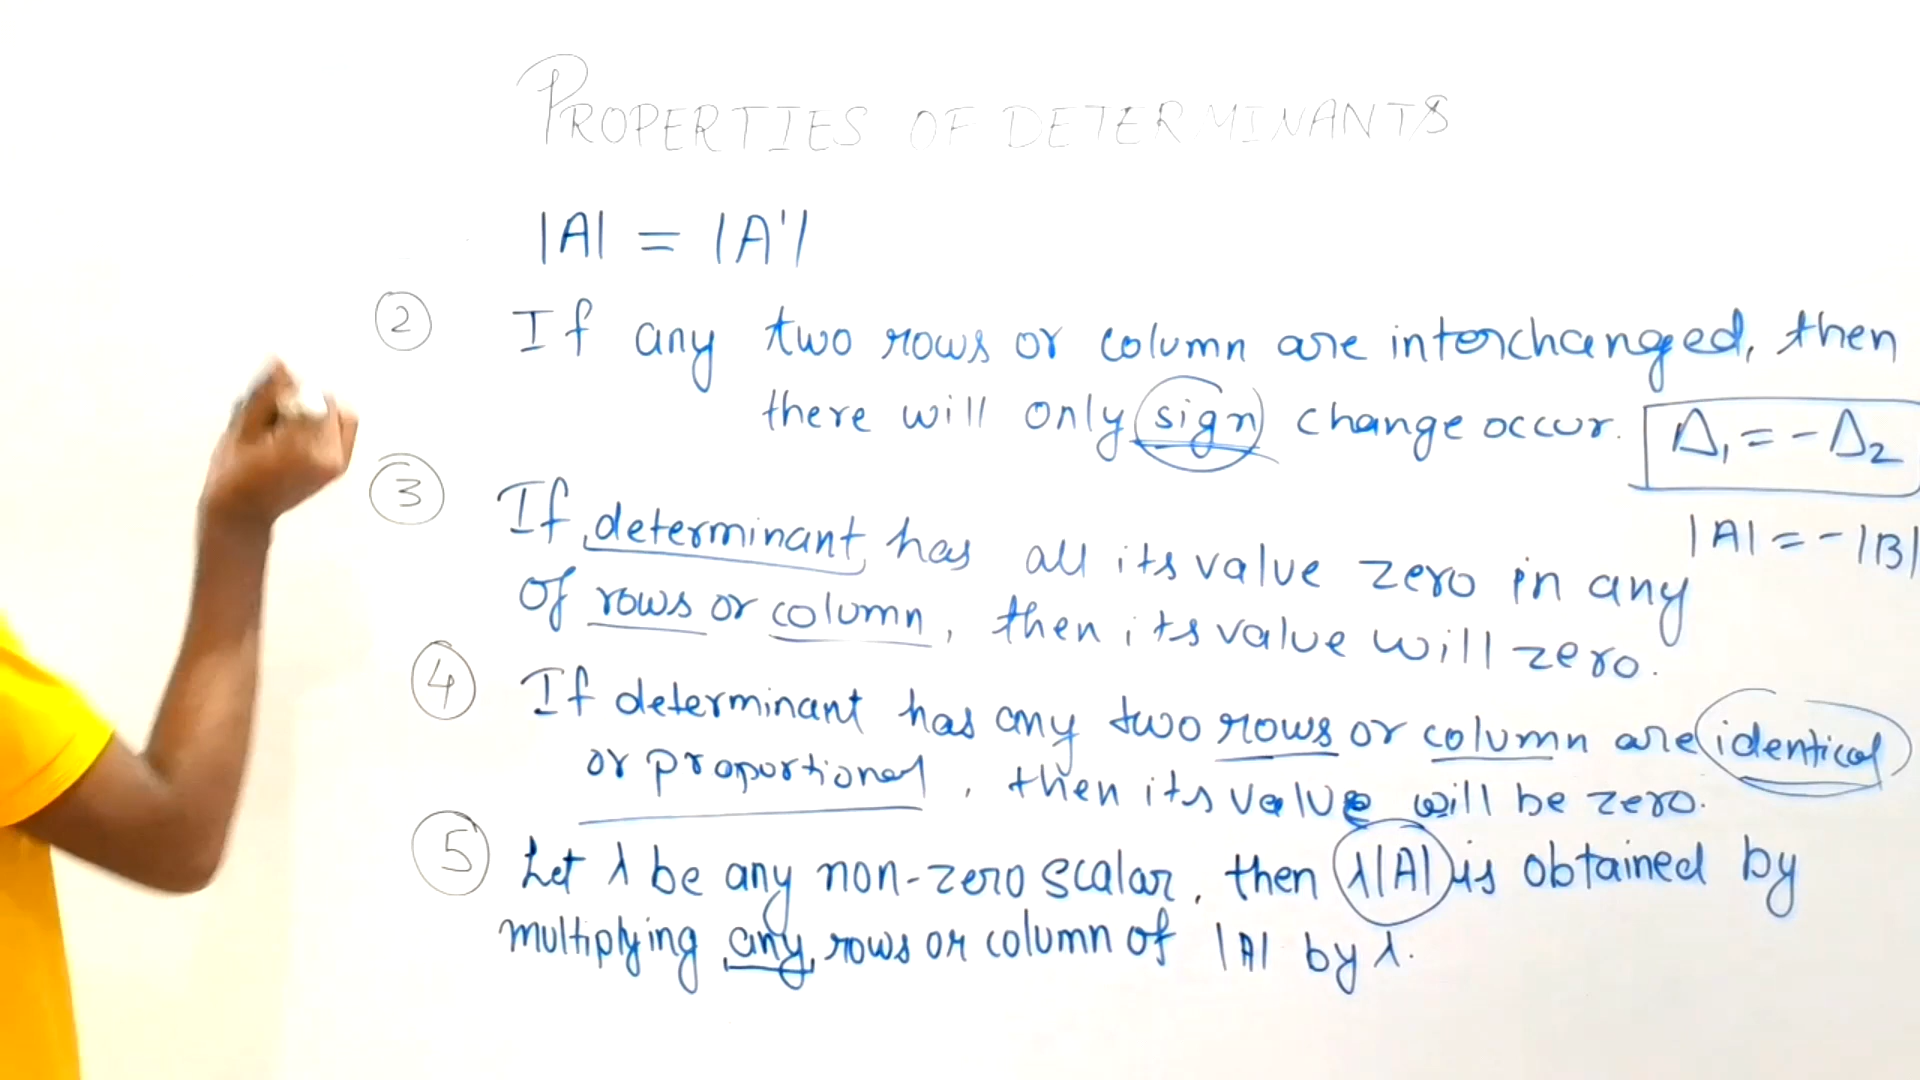 PROPERTIES OF DETERMINANTS
|A| = |A'|
② If any two rows or column are interchanged, then
there will only sign change occur. Δ₁ = -Δ₂
|A| = -|B|
③ If determinant has all its value zero in any
of rows or column, then its value will zero.
④ If determinant has any two rows or column are identical
or proportional, then its value will be zero.
⑤ Let λ be any non-zero scalar, then λ|A| is obtained by
multiplying any rows or column of |A| by λ.